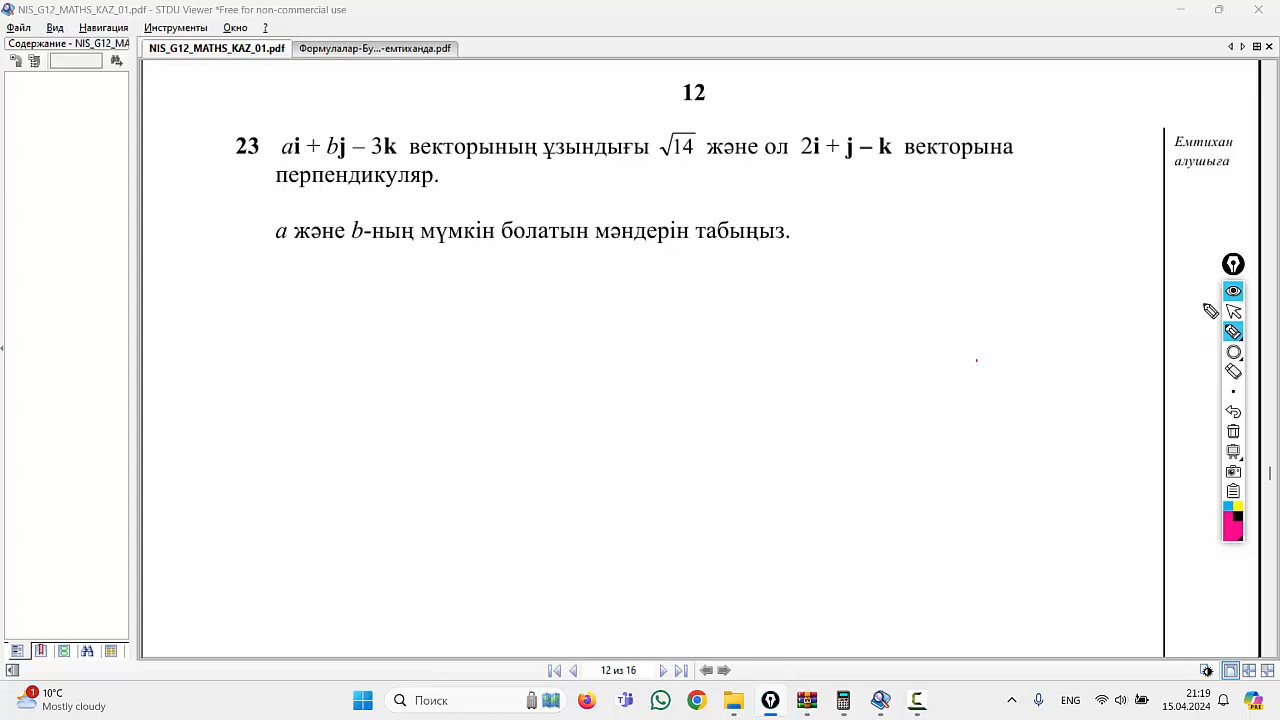 NIS_G12_MATHS_KAZ_01.pdf - STDU Viewer *Free for non-commercial use
Файл Вид Навигация Инструменты Окно ?
Содержание - NIS_G12_MA
NIS_G12_MATHS_KAZ_01.pdf Формулалар-Бу...-емтиханда.pdf
12
23 ai + bj – 3k векторының ұзындығы √14 және ол 2i + j – k векторына
перпендикуляр.
Емтихан
алушыға
a және b-ның мүмкін болатын мәндерін табыңыз.
12 из 16
1
10°C
Mostly cloudy
Поиск
ENG
21:19
15.04.2024
PRE